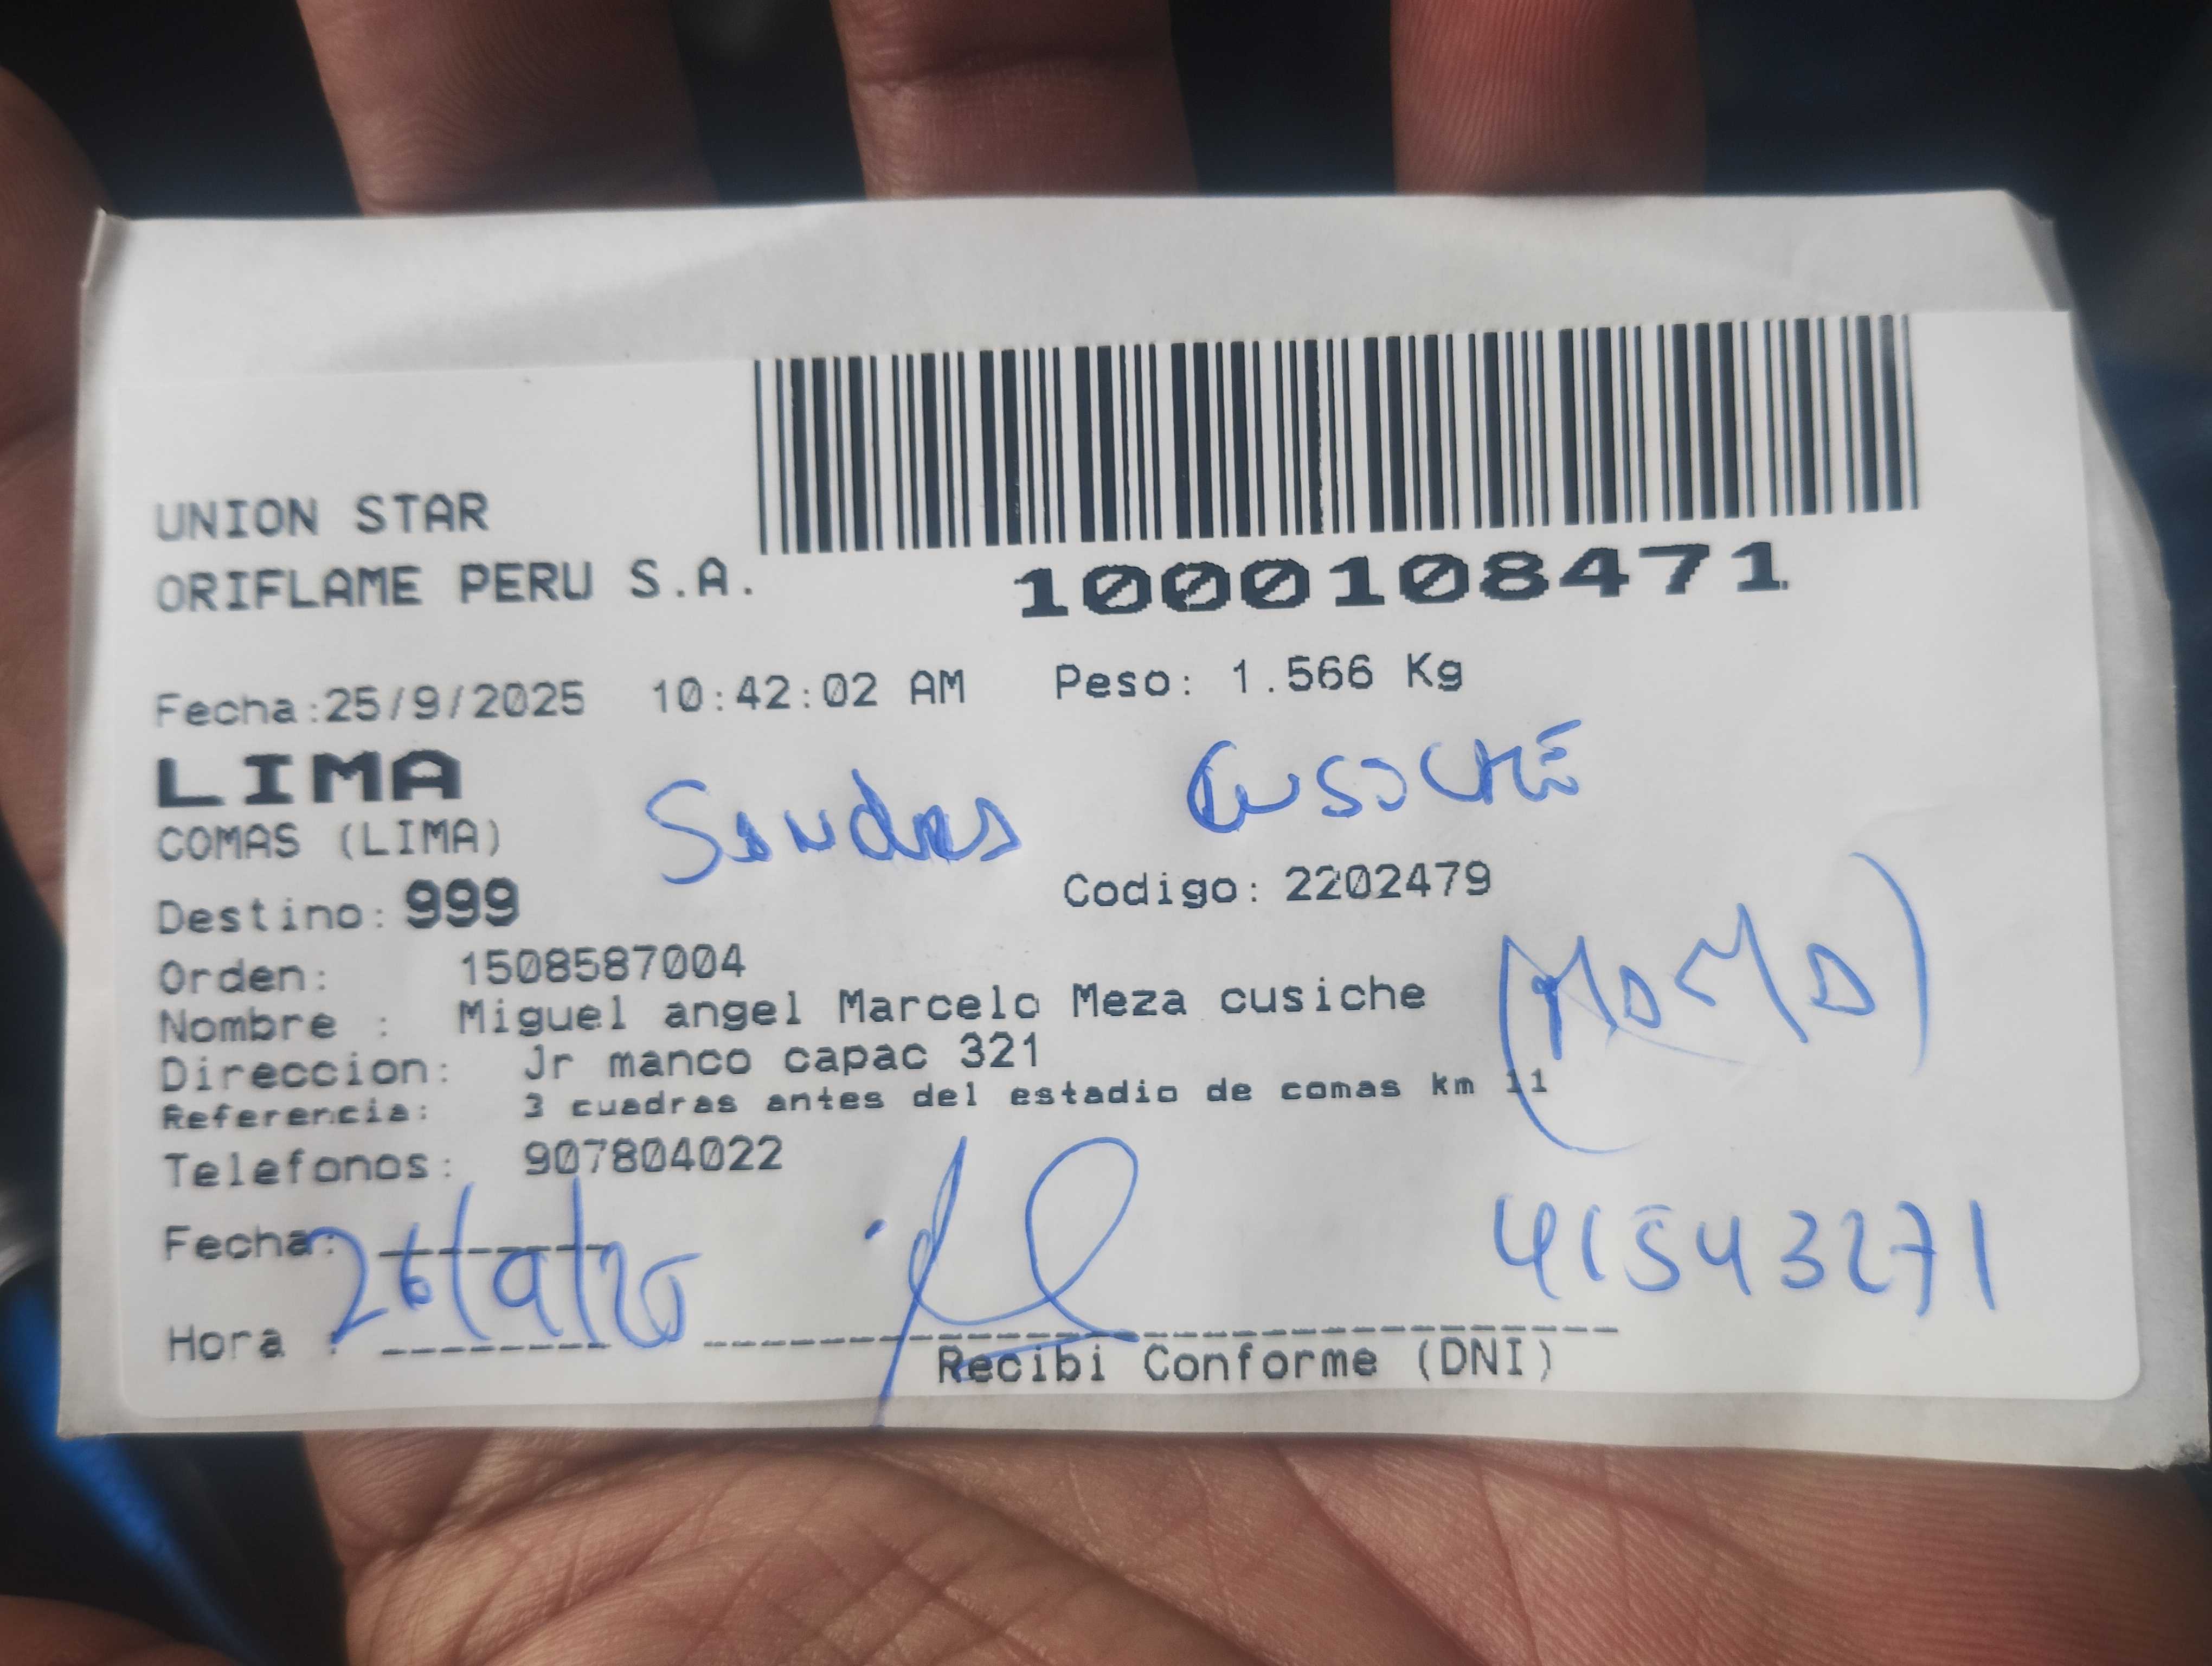 UNION STAR
ORIFLAME PERU S.A.
1000108471
Fecha:25/9/2025 10:42:02 AM Peso: 1.566 Kg
LIMA
Sandra Cusiche
COMAS (LIMA)
Destino: 999 Codigo: 2202479
Orden: 1508587004
Nombre : Miguel angel Marcelo Meza cusiche
(MAMA)
Direccion: Jr manco capac 321
Referencia: 3 cuadras antes del estadio de comas km 11
Telefonos: 907804022
Fecha: 26/9/25
41543271
Hora :
Recibi Conforme (DNI)